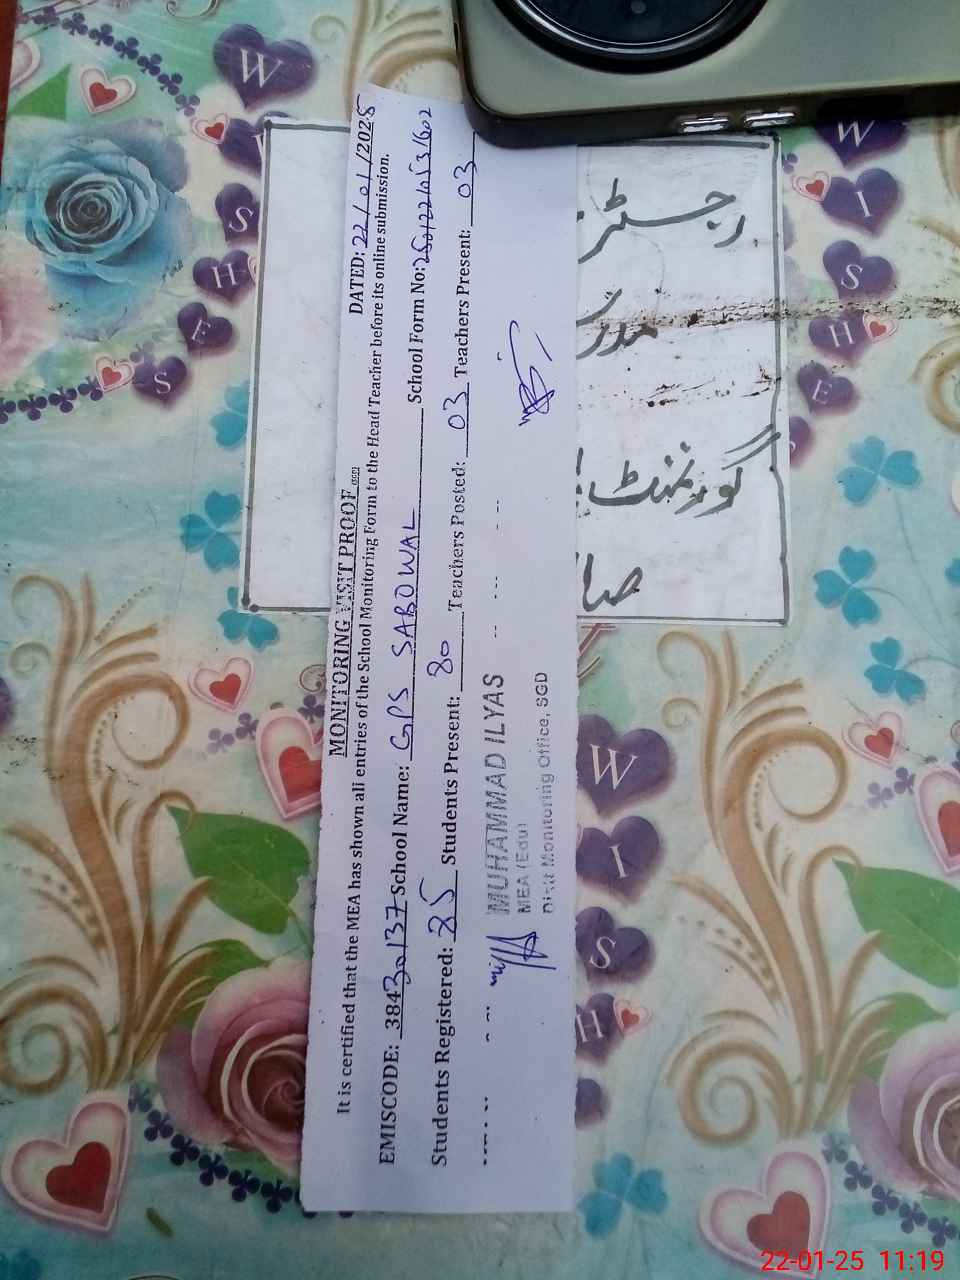 MONITORING VISIT PROOF
DATED: 22/01/2025
It is certified that the MEA has shown all entries of the School Monitoring Form to the Head Teacher before its online submission.
EMISCODE: 38430137 School Name: GPS SABOWAL School Form No: 250122105131602
Students Registered: 85 Students Present: 80 Teachers Posted: 03 Teachers Present: 03
MUHAMMAD ILYAS
MEA (Edu)
Distt Monitoring Office, SGD
رجسٹر
مدر
گورنمنٹ
صا
W
I
S
H
E
S
W
I
S
H
E
W
I
S
H
22-01-25 11:19